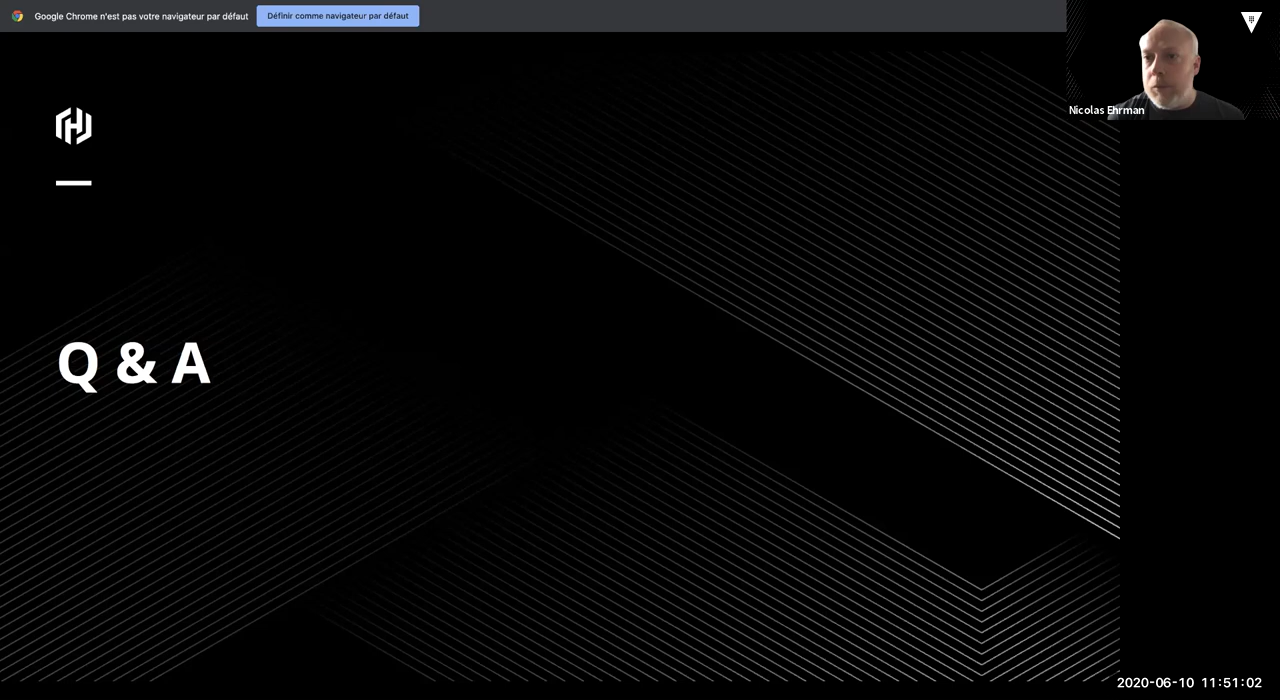 Google Chrome n'est pas votre navigateur par défaut
Définir comme navigateur par défaut
Nicolas Ehrman
Q & A
2020-06-10 11:51:02